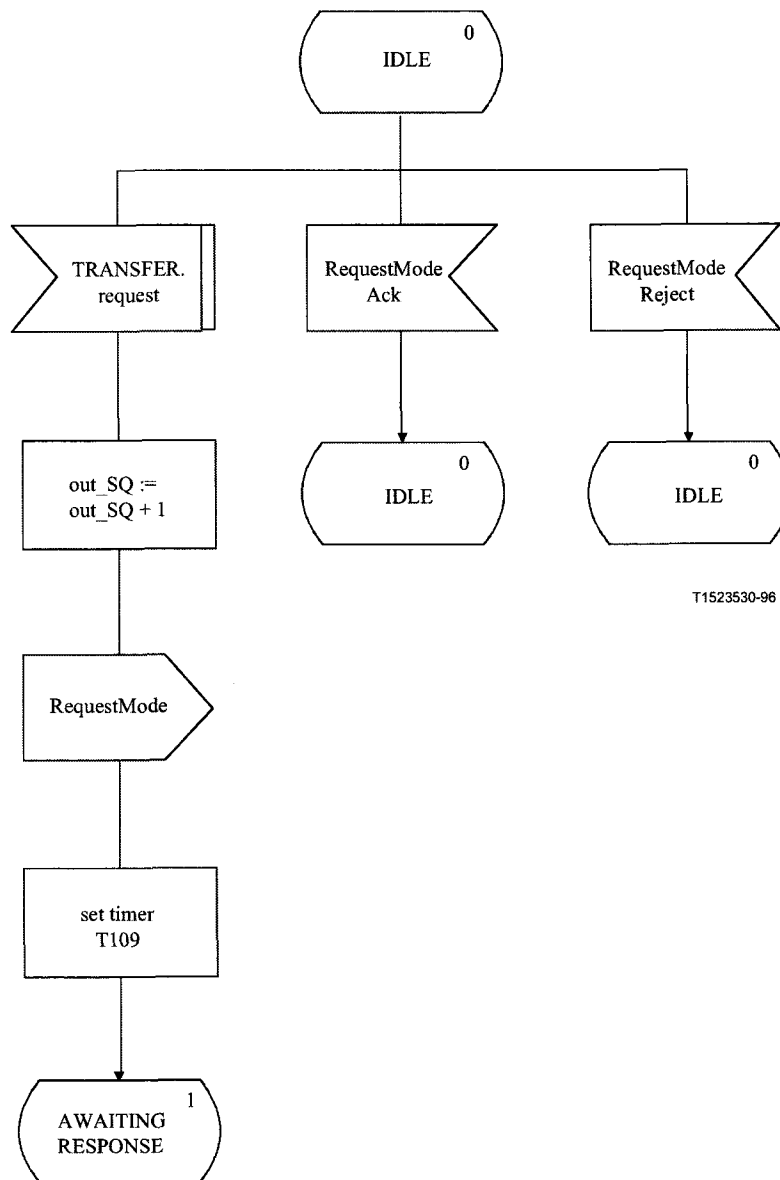 0
IDLE
TRANSFER.
request
RequestMode
Ack
RequestMode
Reject
out_SQ :=
out_SQ + 1
0
IDLE
0
IDLE
T1523530-96
RequestMode
set timer
T109
1
AWAITING
RESPONSE